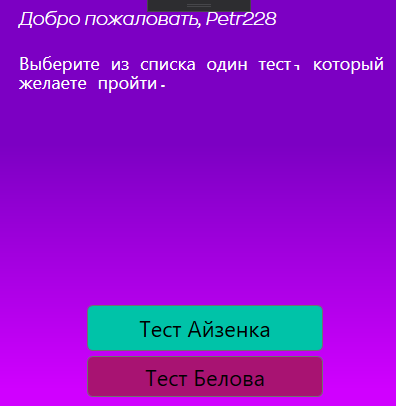 Добро пожаловать, Petr228
Выберите из списка один тест, который
желаете пройти.
Тест Айзенка
Тест Белова